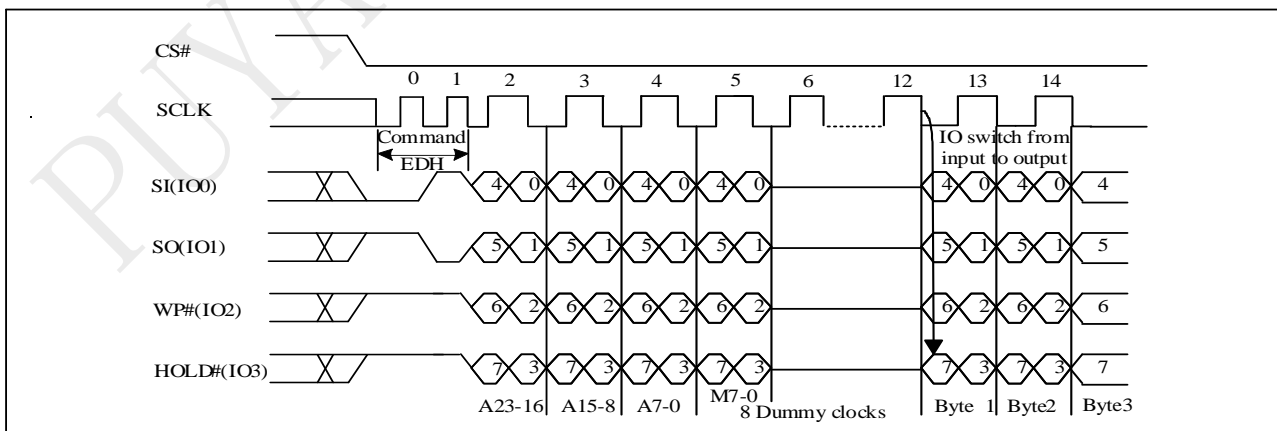 PUYA
CS#
0 1 2 3 4 5 6 12 13 14
SCLK
Command
EDH
IO switch from
input to output
SI(IO0) 4 0 4 0 4 0 4 0 4 0 4 0 4
SO(IO1) 5 1 5 1 5 1 5 1 5 1 5 1 5
WP#(IO2) 6 2 6 2 6 2 6 2 6 2 6 2 6
HOLD#(IO3) 7 3 7 3 7 3 7 3 7 3 7 3 7
A23-16 A15-8 A7-0 M7-0 8 Dummy clocks Byte 1 Byte2 Byte3